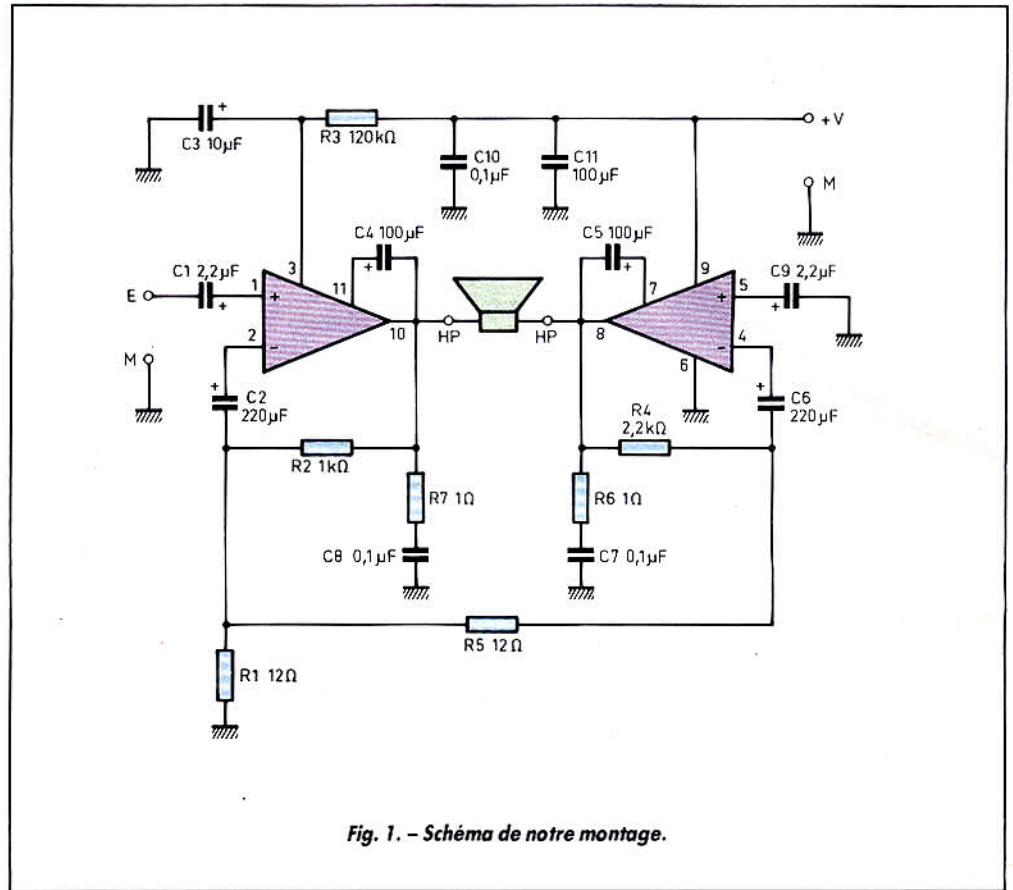 +
C3 10µF
R3 120kΩ
C10
0,1µF
C11
100µF
+V
M
C4 100µF
+
C5 100µF
+
C1 2,2µF
+
E
1
+
3
11
2
-
10
HP
HP
8
7
9
+
5
C9 2,2µF
+
-
4
6
M
+
C2
220µF
+
C6
220µF
R4
2,2kΩ
R2 1kΩ
R7 1Ω
R6 1Ω
C8 0,1µF
C7 0,1µF
R5 12Ω
R1 12Ω
Fig. 1. – Schéma de notre montage.